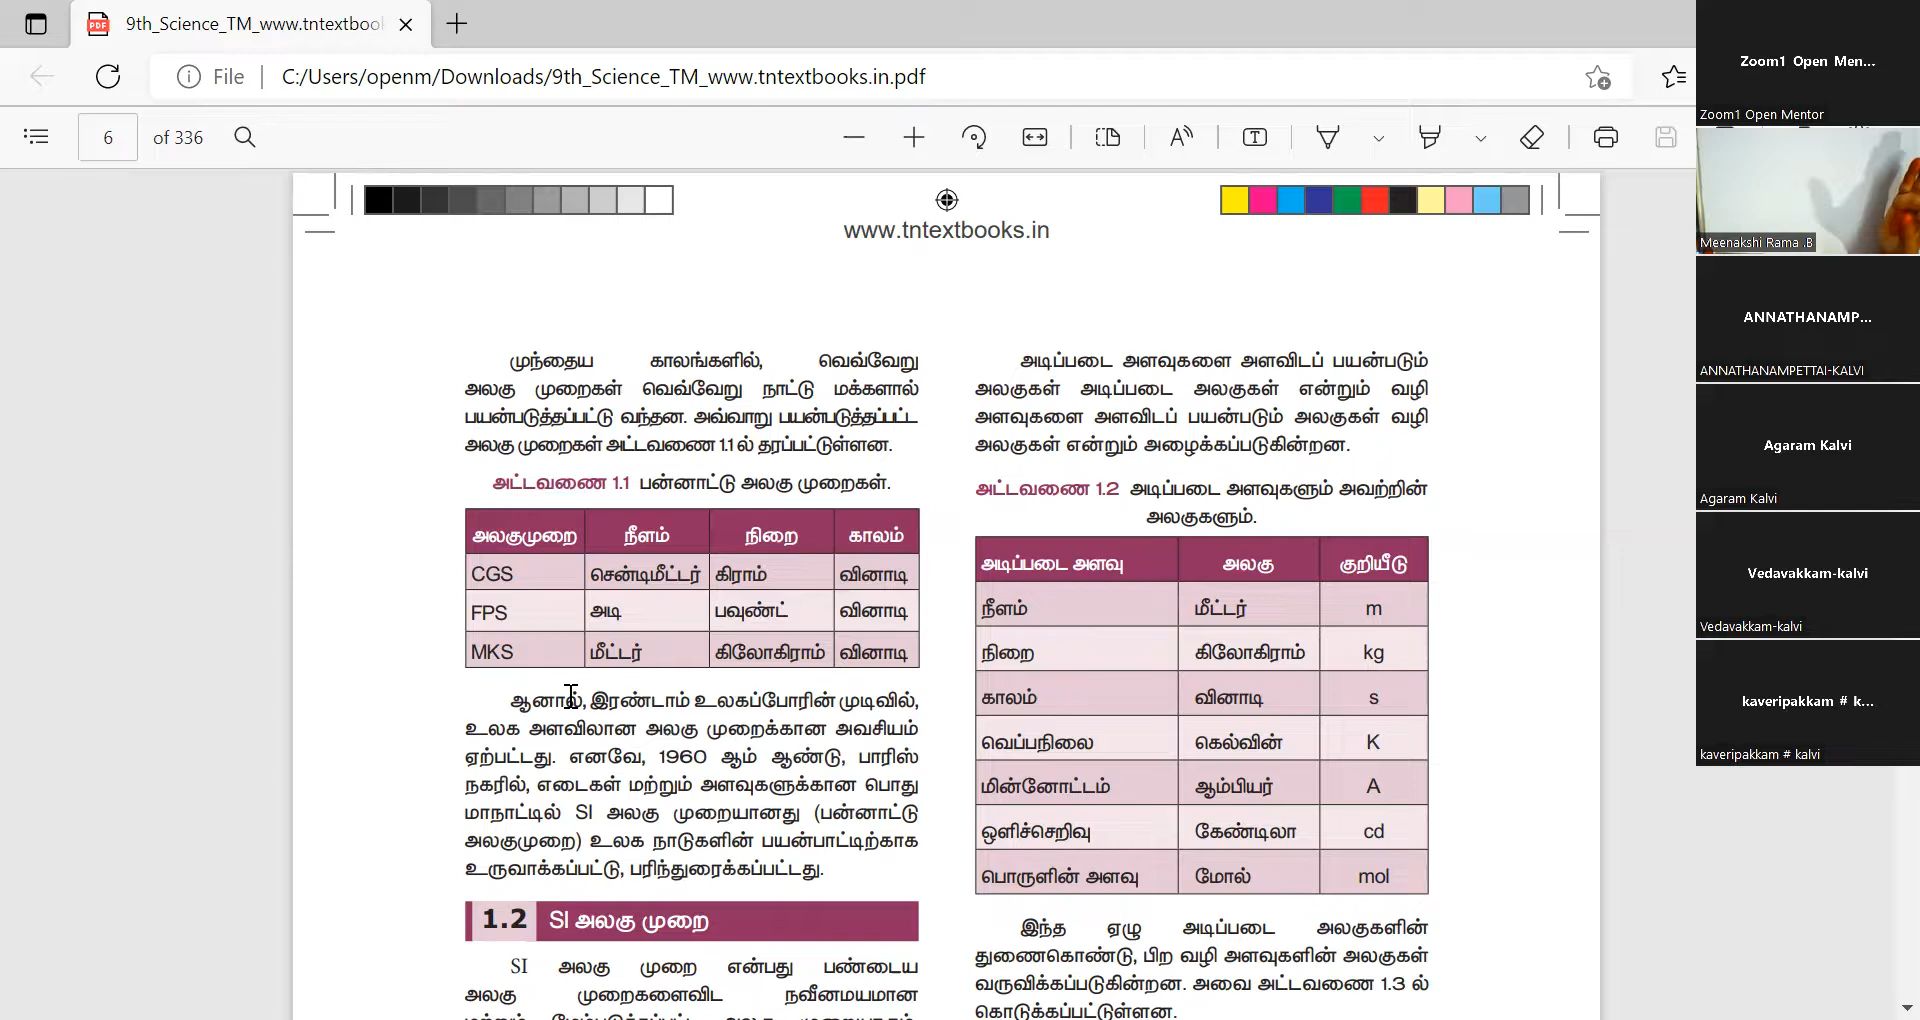 9th_Science_TM_www.tntextbook
File
C:/Users/openm/Downloads/9th_Science_TM_www.tntextbooks.in.pdf
6 of 336
www.tntextbooks.in
முந்தைய காலங்களில், வெவ்வேறு
அலகு முறைகள் வெவ்வேறு நாட்டு மக்களால்
பயன்படுத்தப்பட்டு வந்தன. அவ்வாறு பயன்படுத்தப்பட்ட
அலகு முறைகள் அட்டவணை 1.1 ல் தரப்பட்டுள்ளன.
அட்டவணை 1.1 பன்னாட்டு அலகு முறைகள்.
அலகுமுறை நீளம் நிறை காலம்
CGS சென்டிமீட்டர் கிராம் வினாடி
FPS அடி பவுண்ட் வினாடி
MKS மீட்டர் கிலோகிராம் வினாடி
ஆனால், இரண்டாம் உலகப்போரின் முடிவில்,
உலக அளவிலான அலகு முறைக்கான அவசியம்
ஏற்பட்டது. எனவே, 1960 ஆம் ஆண்டு, பாரிஸ்
நகரில், எடைகள் மற்றும் அளவுகளுக்கான பொது
மாநாட்டில் SI அலகு முறையானது (பன்னாட்டு
அலகுமுறை) உலக நாடுகளின் பயன்பாட்டிற்காக
உருவாக்கப்பட்டு, பரிந்துரைக்கப்பட்டது.
1.2 SI அலகு முறை
SI அலகு முறை என்பது பண்டைய
அலகு முறைகளைவிட நவீனமயமான
அடிப்படை அளவுகளை அளவிடப் பயன்படும்
அலகுகள் அடிப்படை அலகுகள் என்றும் வழி
அளவுகளை அளவிடப் பயன்படும் அலகுகள் வழி
அலகுகள் என்றும் அழைக்கப்படுகின்றன.
அட்டவணை 1.2 அடிப்படை அளவுகளும் அவற்றின்
அலகுகளும்.
அடிப்படை அளவு அலகு குறியீடு
நீளம் மீட்டர் m
நிறை கிலோகிராம் kg
காலம் வினாடி s
வெப்பநிலை கெல்வின் K
மின்னோட்டம் ஆம்பியர் A
ஒளிச்செறிவு கேண்டிலா cd
பொருளின் அளவு மோல் mol
இந்த ஏழு அடிப்படை அலகுகளின்
துணைகொண்டு, பிற வழி அளவுகளின் அலகுகள்
வருவிக்கப்படுகின்றன. அவை அட்டவணை 1.3 ல்
கொடுக்கப்பட்டுள்ளன.
Zoom1 Open Men...
Zoom1 Open Mentor
Meenakshi Rama .B
ANNATHANAMP...
ANNATHANAMPETTAI-KALVI
Agaram Kalvi
Agaram Kalvi
Vedavakkam-kalvi
Vedavakkam-kalvi
kaveripakkam # k...
kaveripakkam # kalvi